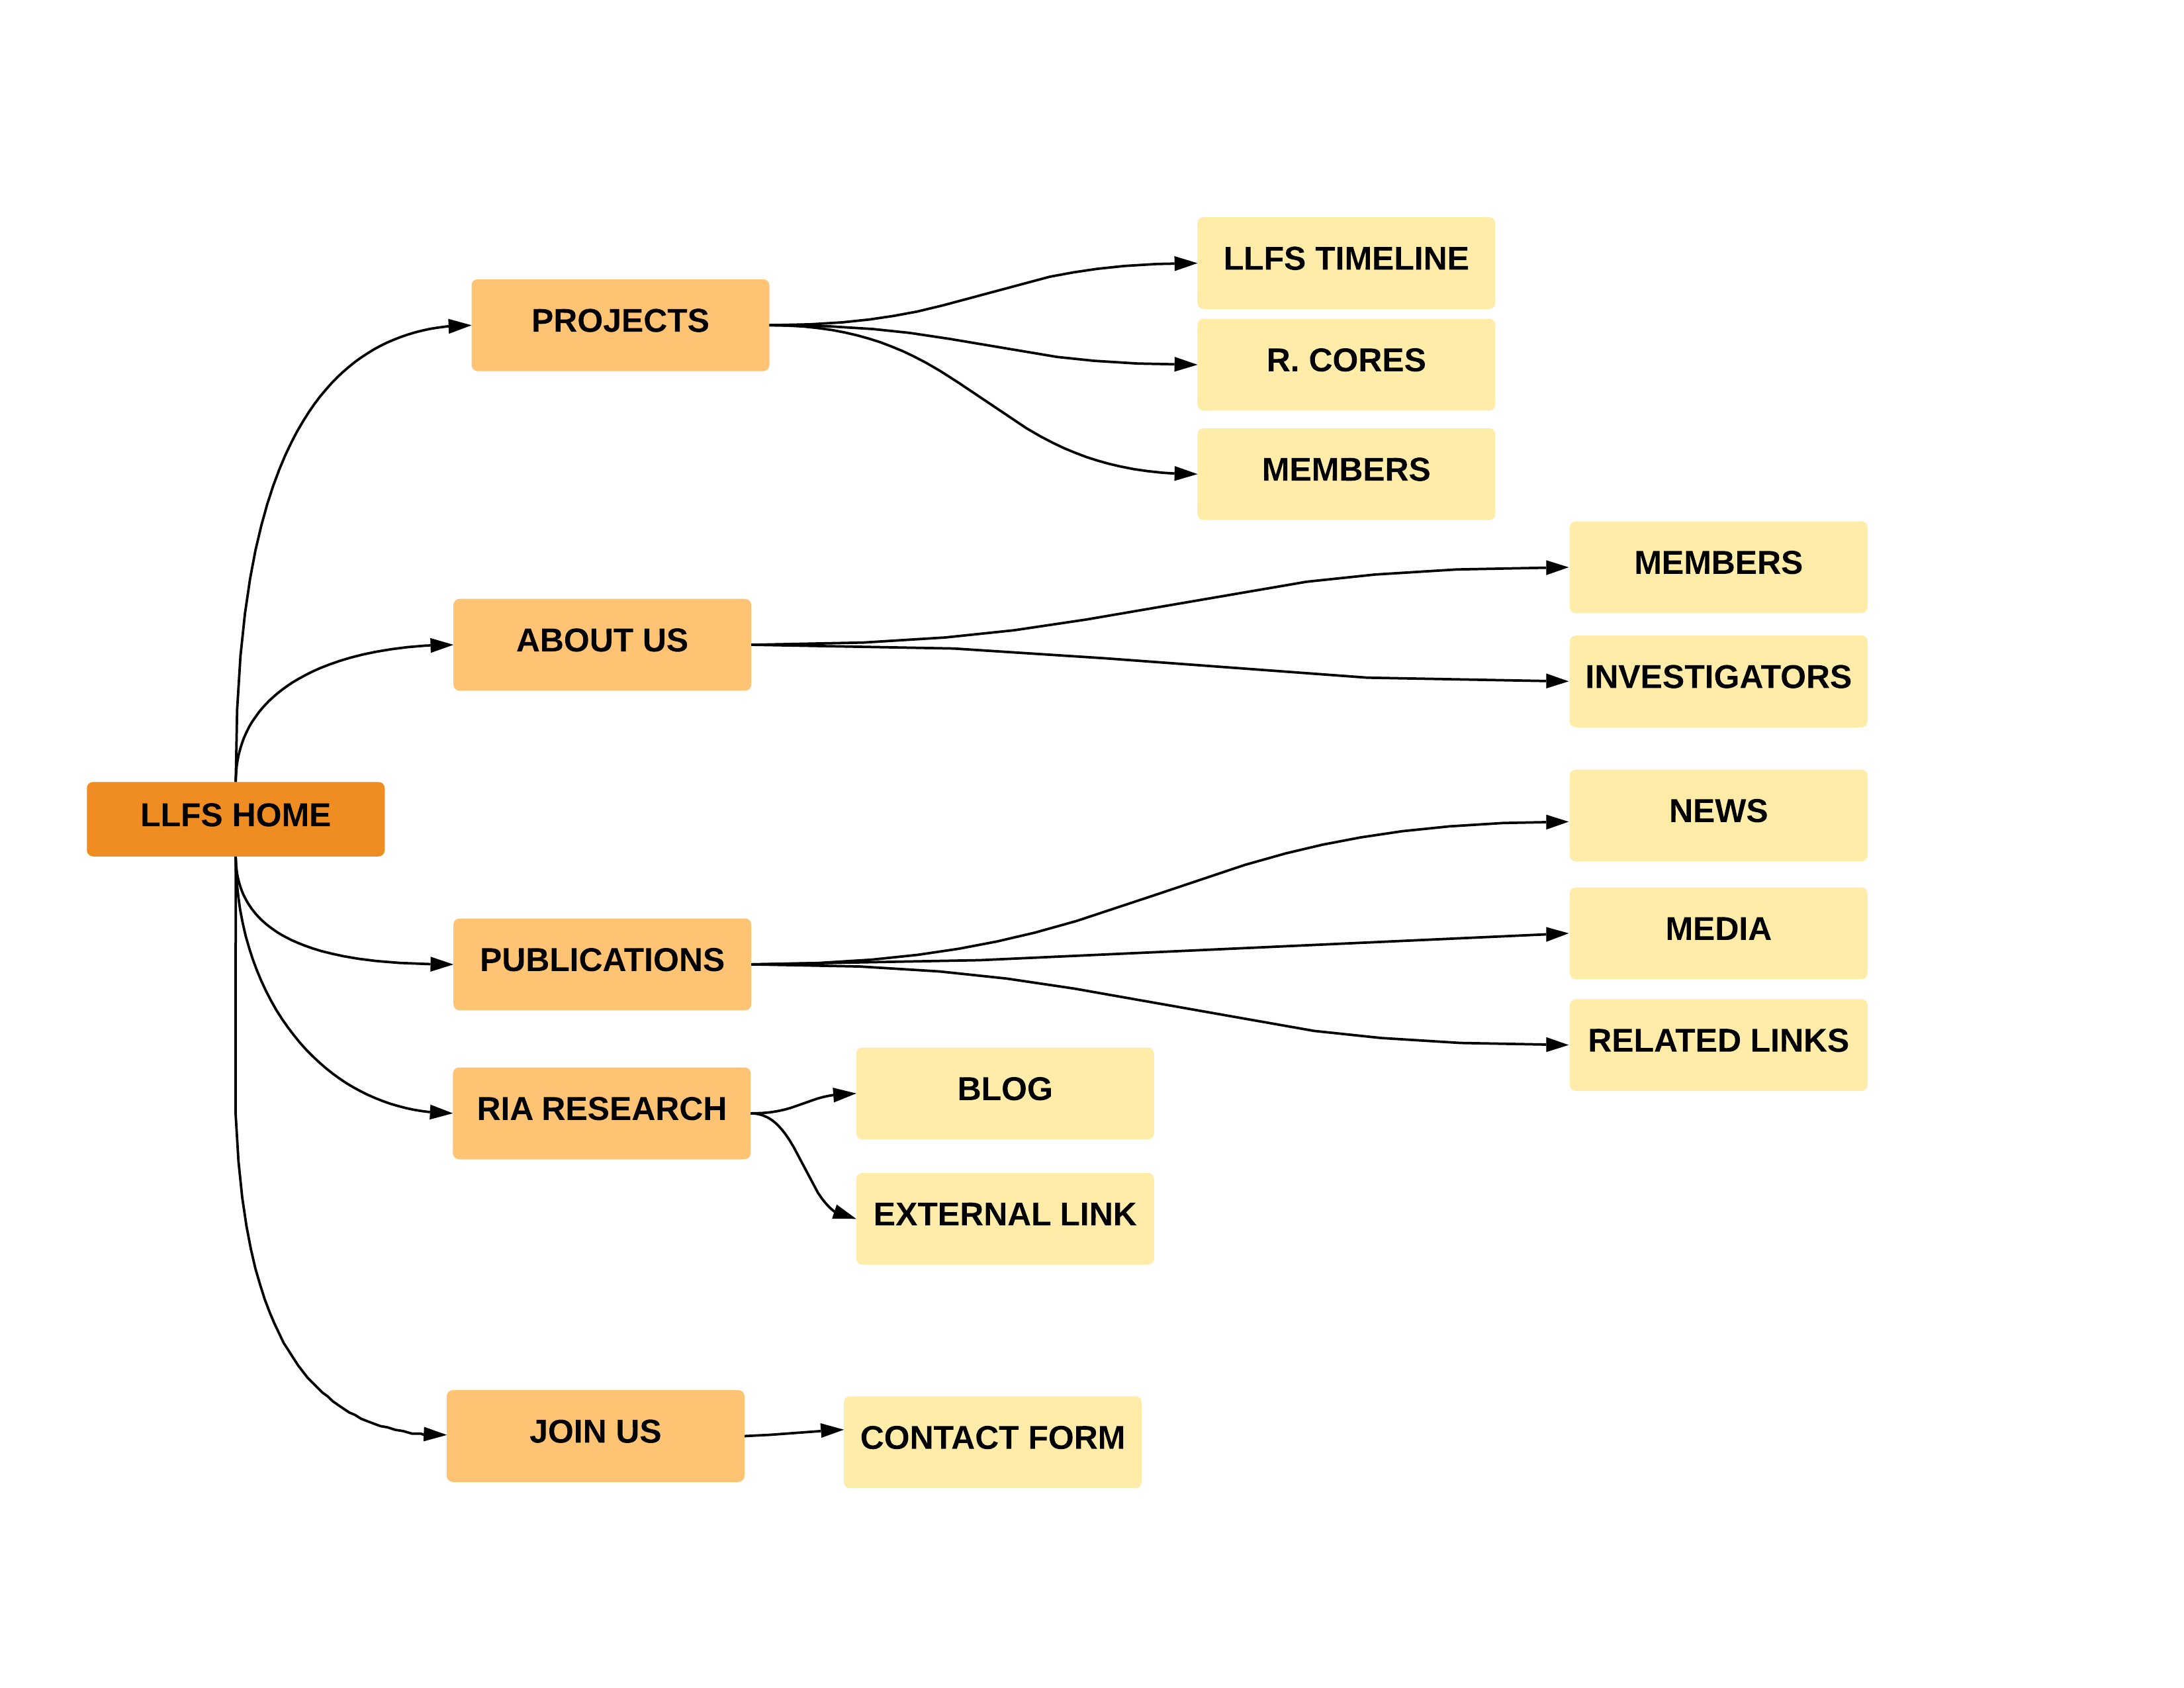 LLFS HOME
PROJECTS
LLFS TIMELINE
R. CORES
MEMBERS
ABOUT US
MEMBERS
INVESTIGATORS
PUBLICATIONS
NEWS
MEDIA
RELATED LINKS
RIA RESEARCH
BLOG
EXTERNAL LINK
JOIN US
CONTACT FORM